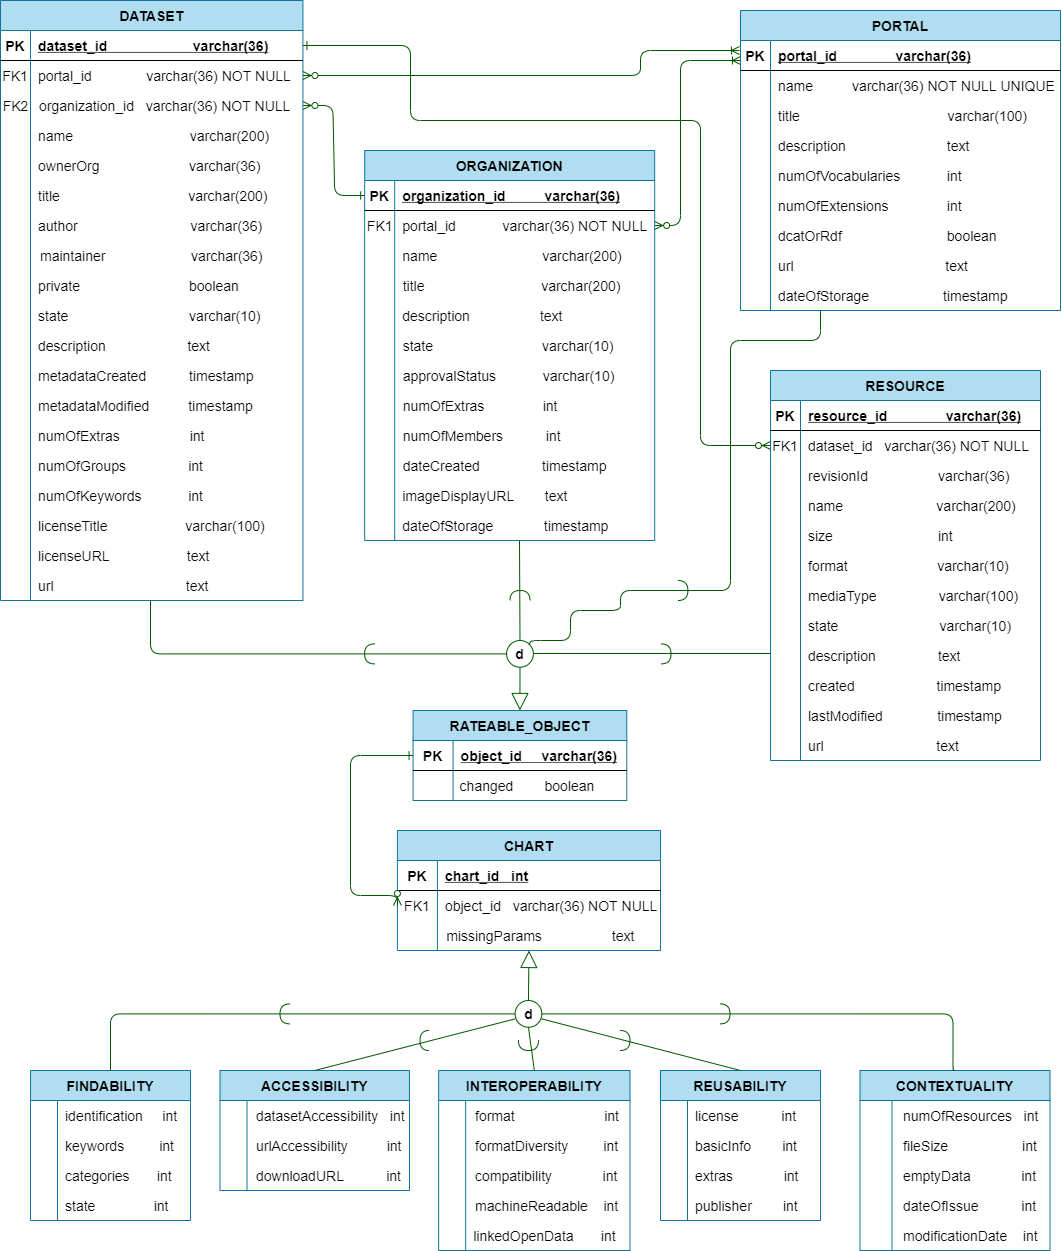 DATASET
PK dataset_id varchar(36)
FK1 portal_id varchar(36) NOT NULL
FK2 organization_id varchar(36) NOT NULL
name varchar(200)
ownerOrg varchar(36)
title varchar(200)
author varchar(36)
maintainer varchar(36)
private boolean
state varchar(10)
description text
metadataCreated timestamp
metadataModified timestamp
numOfExtras int
numOfGroups int
numOfKeywords int
licenseTitle varchar(100)
licenseURL text
url text
ORGANIZATION
PK organization_id varchar(36)
FK1 portal_id varchar(36) NOT NULL
name varchar(200)
title varchar(200)
description text
state varchar(10)
approvalStatus varchar(10)
numOfExtras int
numOfMembers int
dateCreated timestamp
imageDisplayURL text
dateOfStorage timestamp
PORTAL
PK portal_id varchar(36)
name varchar(36) NOT NULL UNIQUE
title varchar(100)
description text
numOfVocabularies int
numOfExtensions int
dcatOrRdf boolean
url text
dateOfStorage timestamp
RESOURCE
PK resource_id varchar(36)
FK1 dataset_id varchar(36) NOT NULL
revisionId varchar(36)
name varchar(200)
size int
format varchar(10)
mediaType varchar(100)
state varchar(10)
description text
created timestamp
lastModified timestamp
url text
d
RATEABLE_OBJECT
PK object_id varchar(36)
changed boolean
CHART
PK chart_id int
FK1 object_id varchar(36) NOT NULL
missingParams text
d
FINDABILITY
identification int
keywords int
categories int
state int
ACCESSIBILITY
datasetAccessibility int
urlAccessibility int
downloadURL int
INTEROPERABILITY
format int
formatDiversity int
compatibility int
machineReadable int
linkedOpenData int
REUSABILITY
license int
basicInfo int
extras int
publisher int
CONTEXTUALITY
numOfResources int
fileSize int
emptyData int
dateOfIssue int
modificationDate int